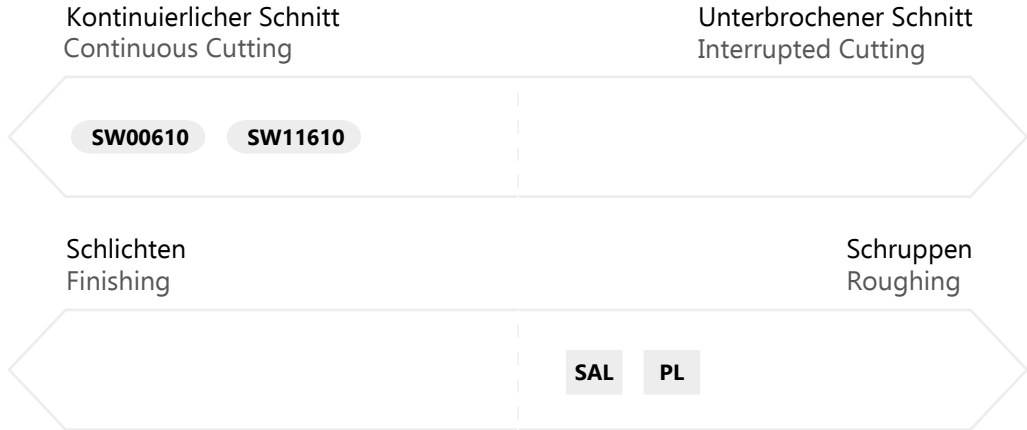 Kontinuierlicher Schnitt
Continuous Cutting
Unterbrochener Schnitt
Interrupted Cutting
SW00610 SW11610
Schlichten
Finishing
Schruppen
Roughing
SAL PL